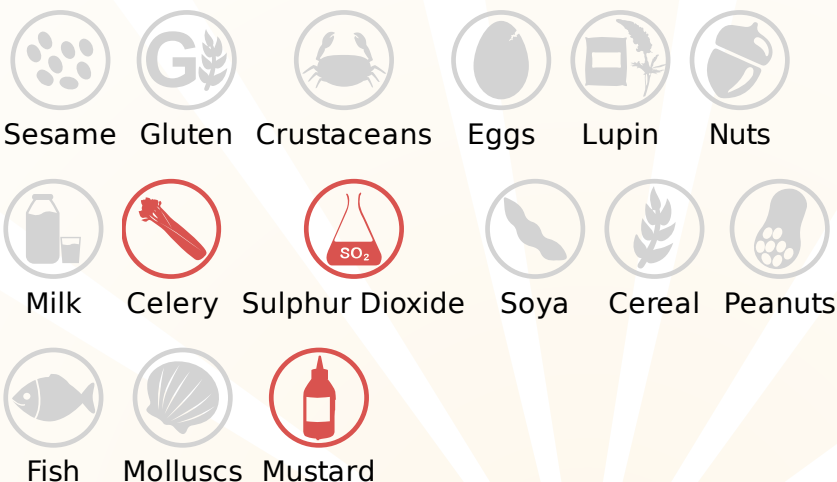 G
Sesame Gluten Crustaceans Eggs Lupin Nuts
SO₂
Milk Celery Sulphur Dioxide Soya Cereal Peanuts
Fish Molluscs Mustard